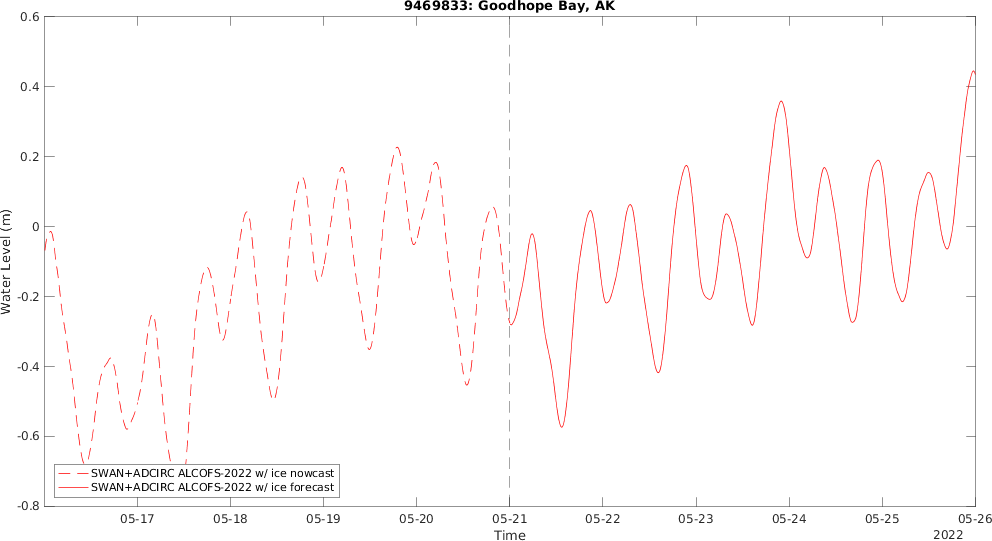 9469833: Goodhope Bay, AK
0.6
0.4
0.2
0
-0.2
-0.4
-0.6
-0.8
Water Level (m)
SWAN+ADCIRC ALCOFS-2022 w/ ice nowcast
SWAN+ADCIRC ALCOFS-2022 w/ ice forecast
05-17 05-18 05-19 05-20 05-21 05-22 05-23 05-24 05-25 05-26
Time
2022